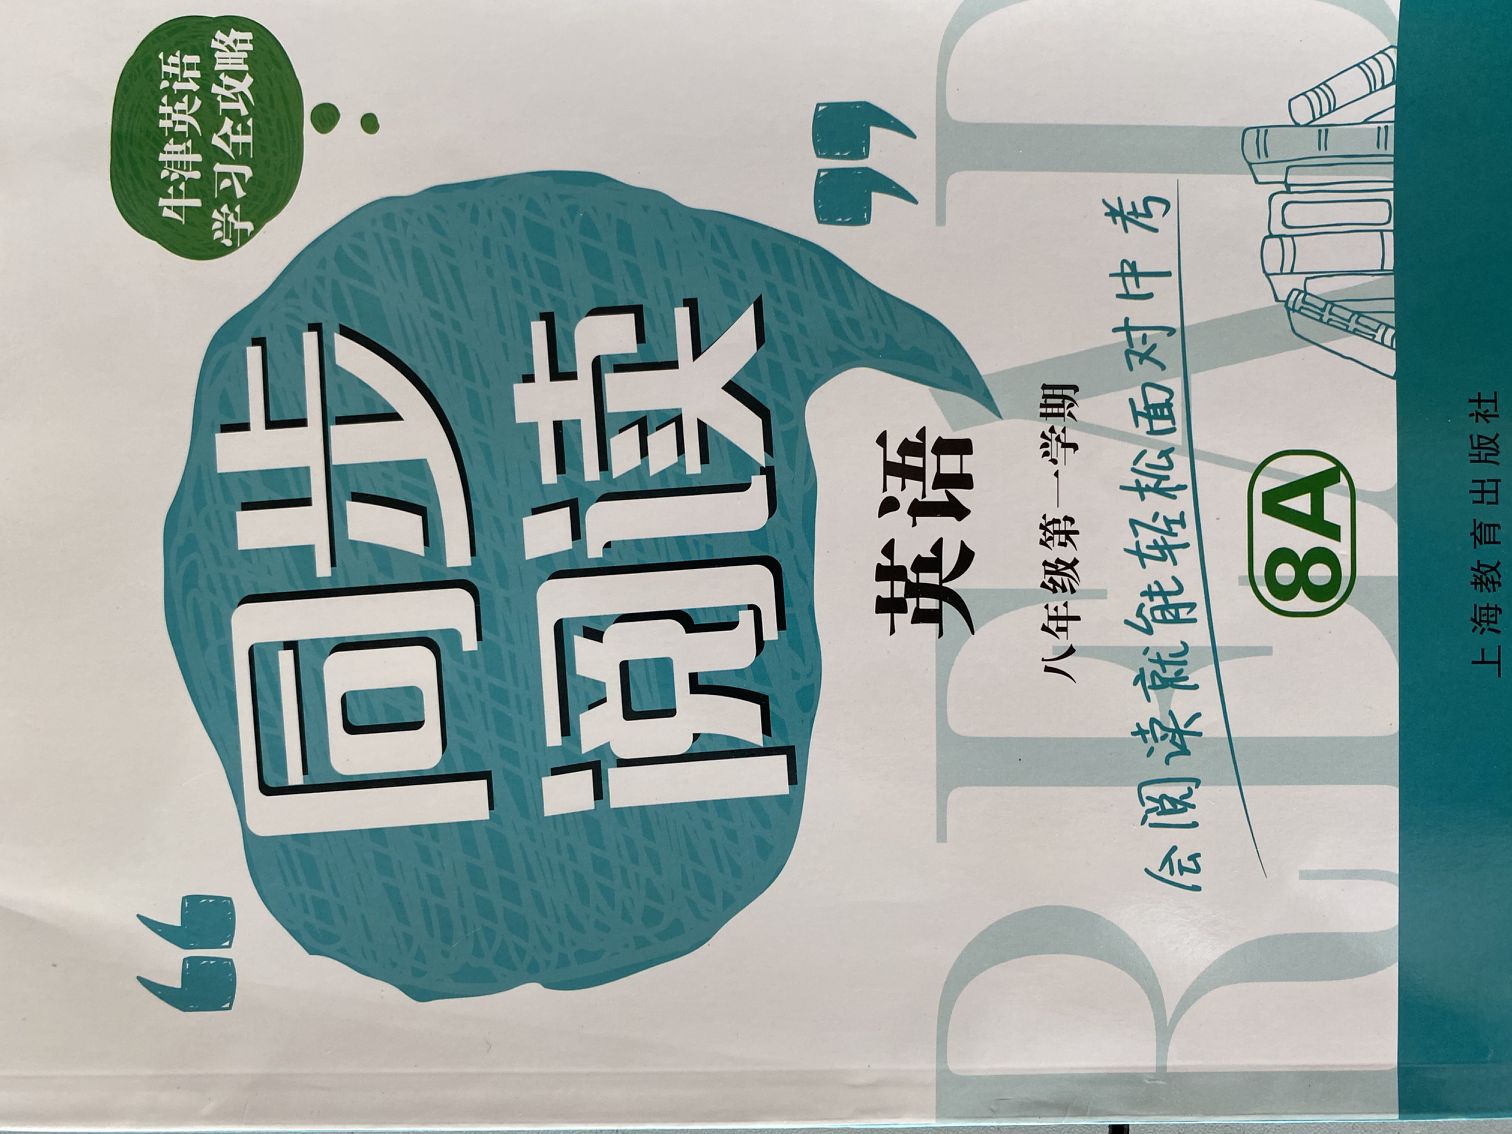 牛津英语
学习全攻略
同步
阅读
英语
八年级第一学期
会阅读就能轻松面对中考
8A
READ
上海教育出版社